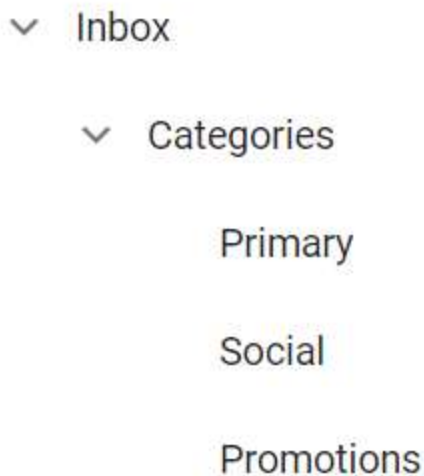 Inbox
Categories
Primary
Social
Promotions